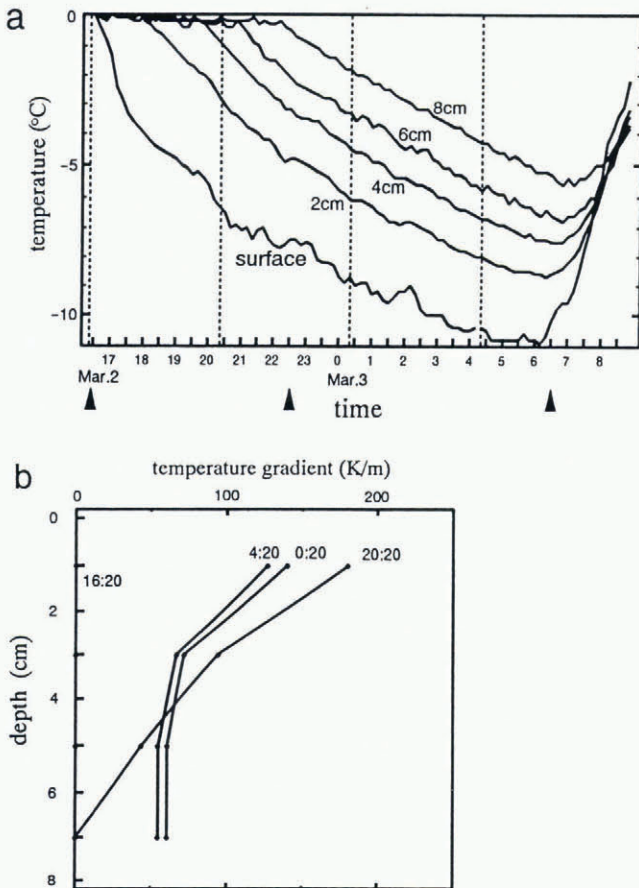 a
0
-5
-10
temperature (°C)
8cm
6cm
4cm
2cm
surface
17 18 19 20 21 22 23 0 1 2 3 4 5 6 7 8
Mar.2 Mar.3
time
b
temperature gradient (K/m)
0 100 200
0
2
4
6
8
depth (cm)
16:20
4:20 0:20 20:20